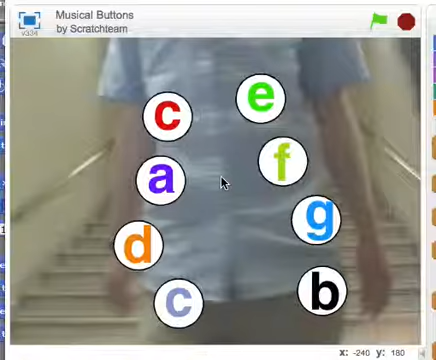 Musical Buttons
by Scratchteam
v334
e
c
f
a
g
d
b
c
x: -240 y: 180